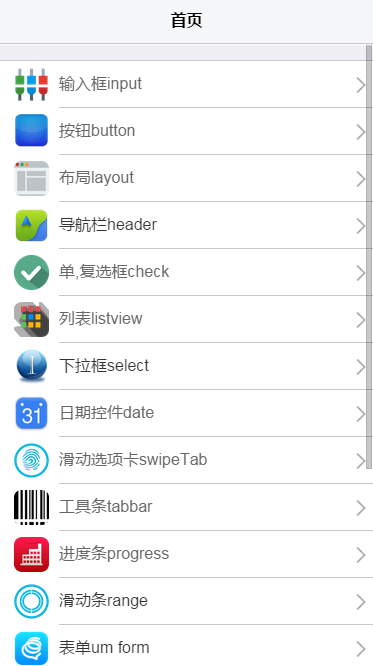 首页
输入框input
按钮button
布局layout
导航栏header
单,复选框check
列表listview
下拉框select
31
日期控件date
滑动选项卡swipeTab
工具条tabbar
进度条progress
滑动条range
表单um form